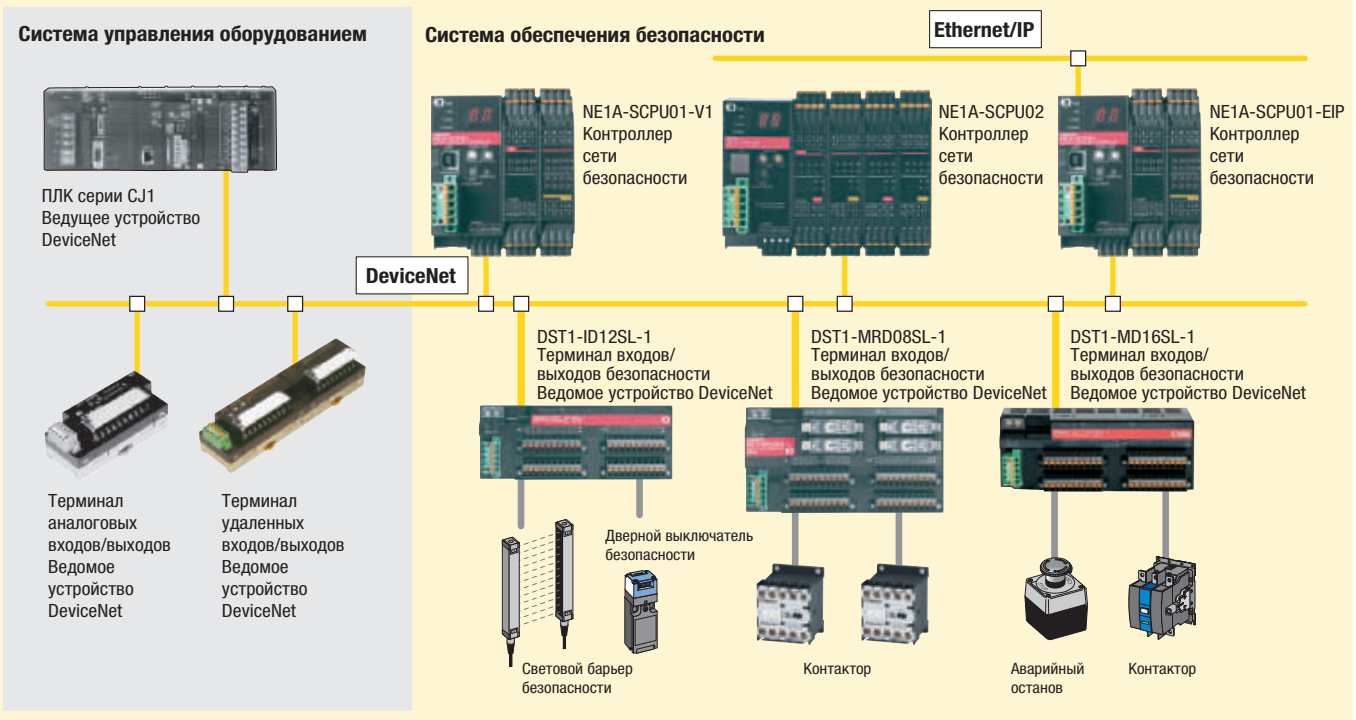 Система управления оборудованием
Система обеспечения безопасности
Ethernet/IP
NE1A-SCPU01-V1
Контроллер
сети
безопасности
NE1A-SCPU02
Контроллер
сети
безопасности
NE1A-SCPU01-EIP
Контроллер
сети
безопасности
ПЛК серии CJ1
Ведущее устройство
DeviceNet
DeviceNet
DST1-ID12SL-1
Терминал входов/
выходов безопасности
Ведомое устройство DeviceNet
DST1-MRD08SL-1
Терминал входов/
выходов безопасности
Ведомое устройство DeviceNet
DST1-MD16SL-1
Терминал входов/
выходов безопасности
Ведомое устройство DeviceNet
Терминал
аналоговых
входов/выходов
Ведомое
устройство
DeviceNet
Терминал
удаленных
входов/выходов
Ведомое
устройство
DeviceNet
Дверной выключатель
безопасности
Световой барьер
безопасности
Контактор
Аварийный
останов
Контактор